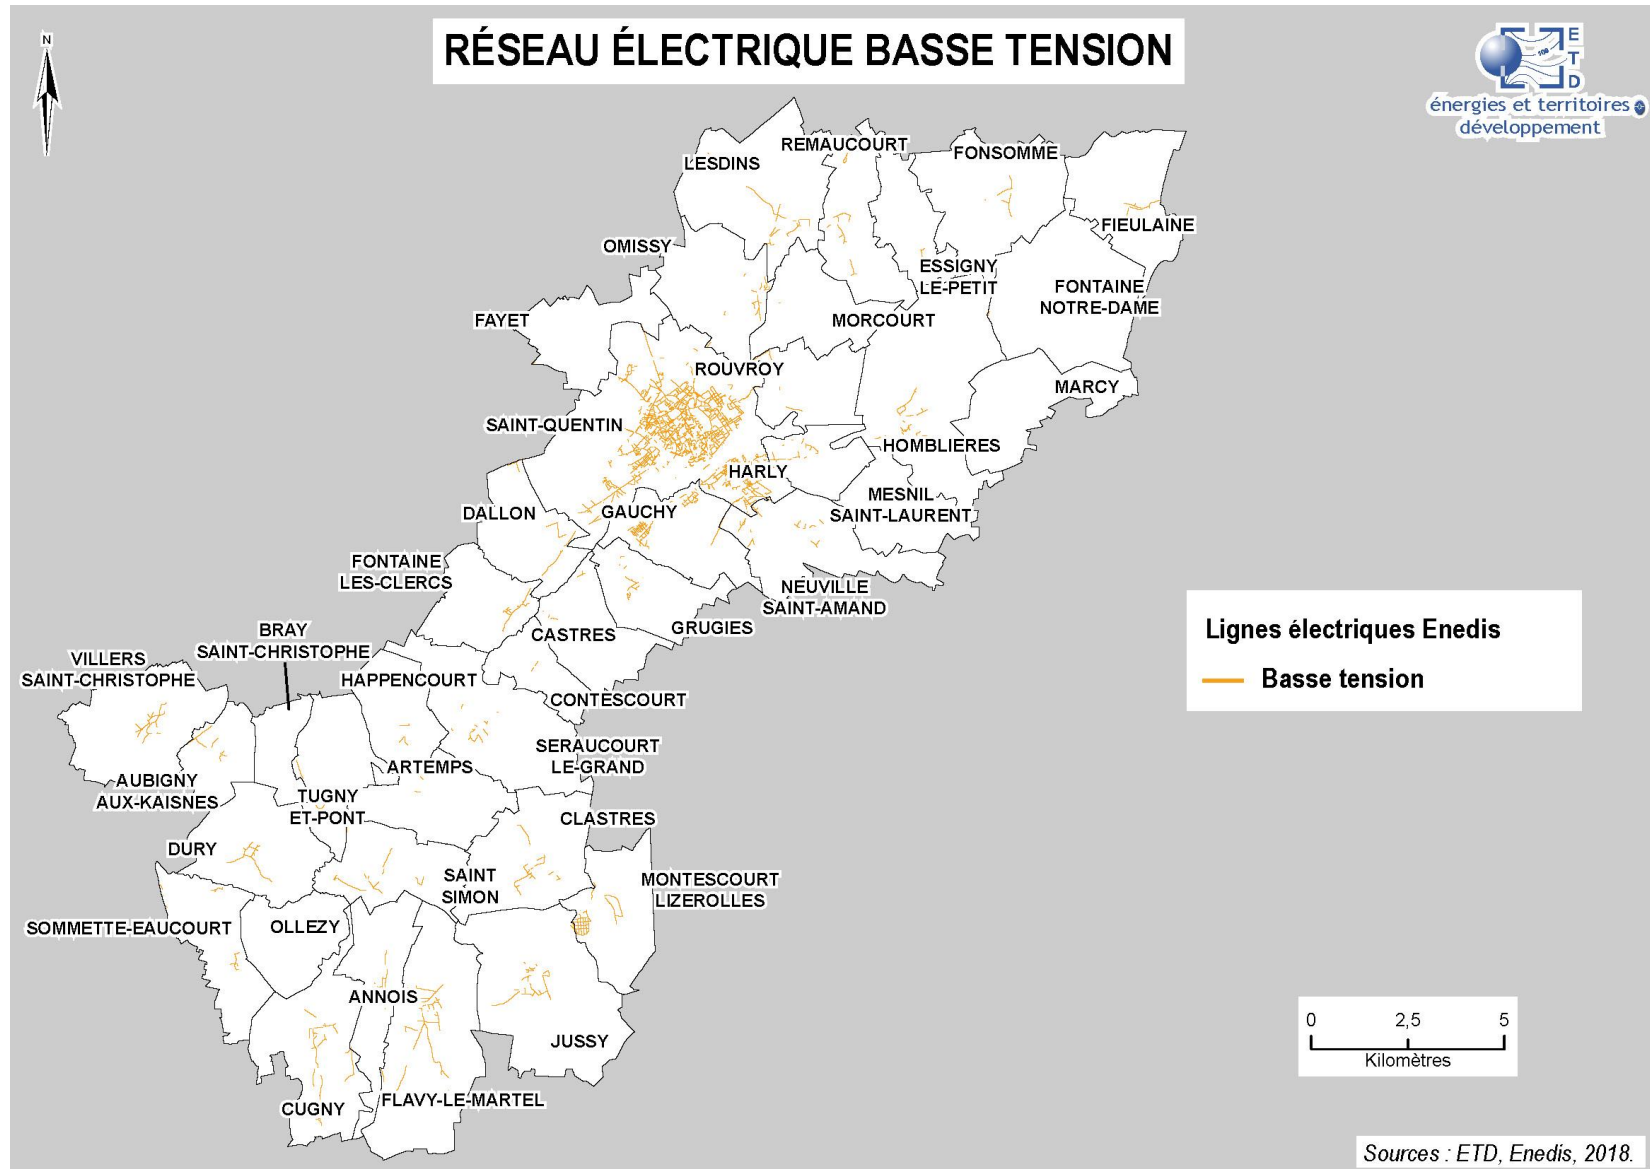 N
RÉSEAU ÉLECTRIQUE BASSE TENSION
E
T
D
100
énergies et territoires
développement
REMAUCOURT
LESDINS
FONSOMME
FIEULAINE
OMISSY
ESSIGNY
LE-PETIT
FONTAINE
NOTRE-DAME
FAYET
MORCOURT
ROUVROY
MARCY
SAINT-QUENTIN
HOMBLIERES
HARLY
MESNIL
SAINT-LAURENT
DALLON
GAUCHY
FONTAINE
LES-CLERCS
NEUVILLE
SAINT-AMAND
CASTRES
GRUGIES
BRAY
SAINT-CHRISTOPHE
VILLERS
SAINT-CHRISTOPHE
HAPPENCOURT
CONTESCOURT
SERAUCOURT
LE-GRAND
ARTEMPS
AUBIGNY
AUX-KAISNES
TUGNY
ET-PONT
CLASTRES
DURY
SAINT
SIMON
MONTESCOURT
LIZEROLLES
SOMMETTE-EAUCOURT
OLLEZY
ANNOIS
JUSSY
CUGNY
FLAVY-LE-MARTEL
Lignes électriques Enedis
Basse tension
0 2,5 5
Kilomètres
Sources : ETD, Enedis, 2018.